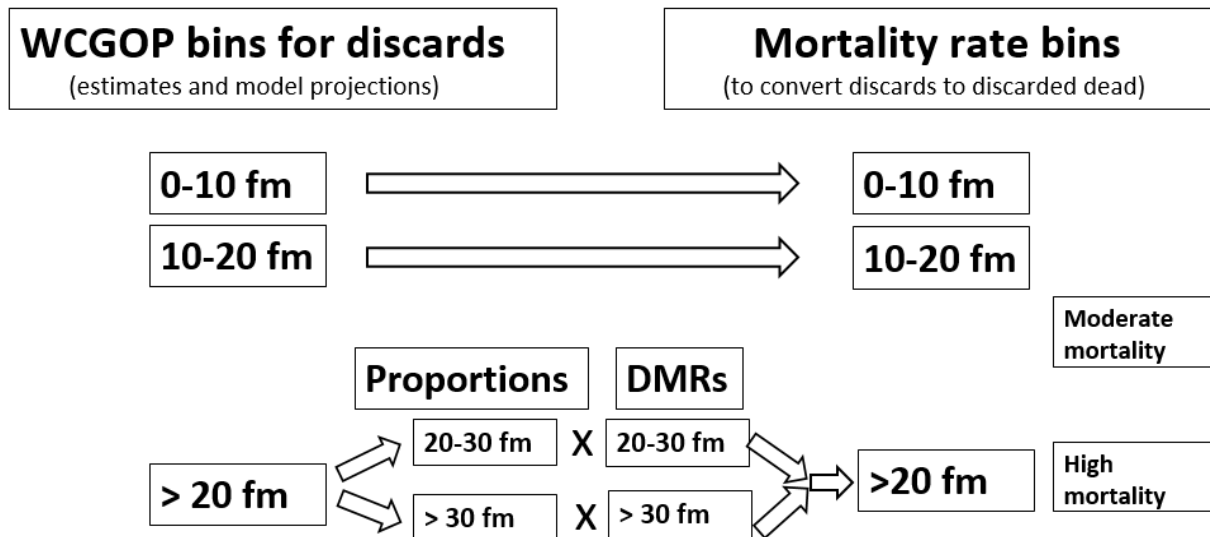 WCGOP bins for discards
(estimates and model projections)
Mortality rate bins
(to convert discards to discarded dead)
0-10 fm
0-10 fm
10-20 fm
10-20 fm
Moderate
mortality
Proportions
DMRs
20-30 fm X 20-30 fm
> 20 fm
>20 fm
High
mortality
> 30 fm X > 30 fm